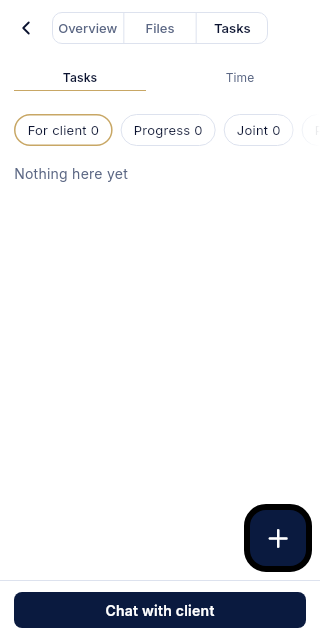 Overview Files Tasks
Tasks Time
For client 0 Progress 0 Joint 0
Nothing here yet
Chat with client